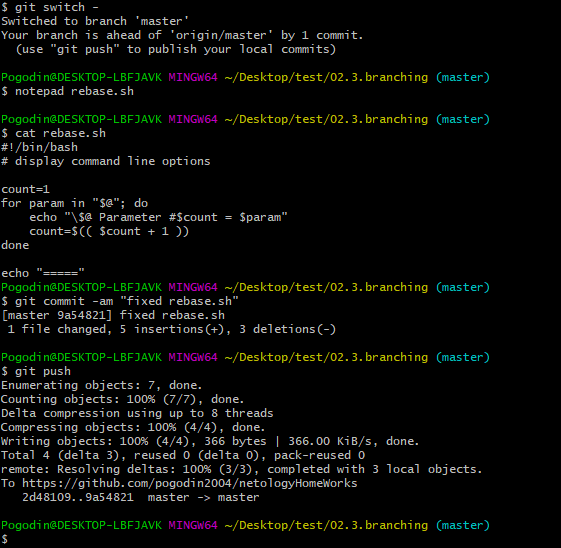 $ git switch -
Switched to branch 'master'
Your branch is ahead of 'origin/master' by 1 commit.
  (use "git push" to publish your local commits)

Pogodin@DESKTOP-LBFJAVK MINGW64 ~/Desktop/test/02.3.branching (master)
$ notepad rebase.sh

Pogodin@DESKTOP-LBFJAVK MINGW64 ~/Desktop/test/02.3.branching (master)
$ cat rebase.sh
#!/bin/bash
# display command line options

count=1
for param in "$@"; do
    echo "\$@ Parameter #$count = $param"
    count=$(( $count + 1 ))
done

echo "====="
Pogodin@DESKTOP-LBFJAVK MINGW64 ~/Desktop/test/02.3.branching (master)
$ git commit -am "fixed rebase.sh"
[master 9a54821] fixed rebase.sh
 1 file changed, 5 insertions(+), 3 deletions(-)

Pogodin@DESKTOP-LBFJAVK MINGW64 ~/Desktop/test/02.3.branching (master)
$ git push
Enumerating objects: 7, done.
Counting objects: 100% (7/7), done.
Delta compression using up to 8 threads
Compressing objects: 100% (4/4), done.
Writing objects: 100% (4/4), 366 bytes | 366.00 KiB/s, done.
Total 4 (delta 3), reused 0 (delta 0), pack-reused 0
remote: Resolving deltas: 100% (3/3), completed with 3 local objects.
To https://github.com/pogodin2004/netologyHomeWorks
   2d48109..9a54821  master -> master

Pogodin@DESKTOP-LBFJAVK MINGW64 ~/Desktop/test/02.3.branching (master)
$